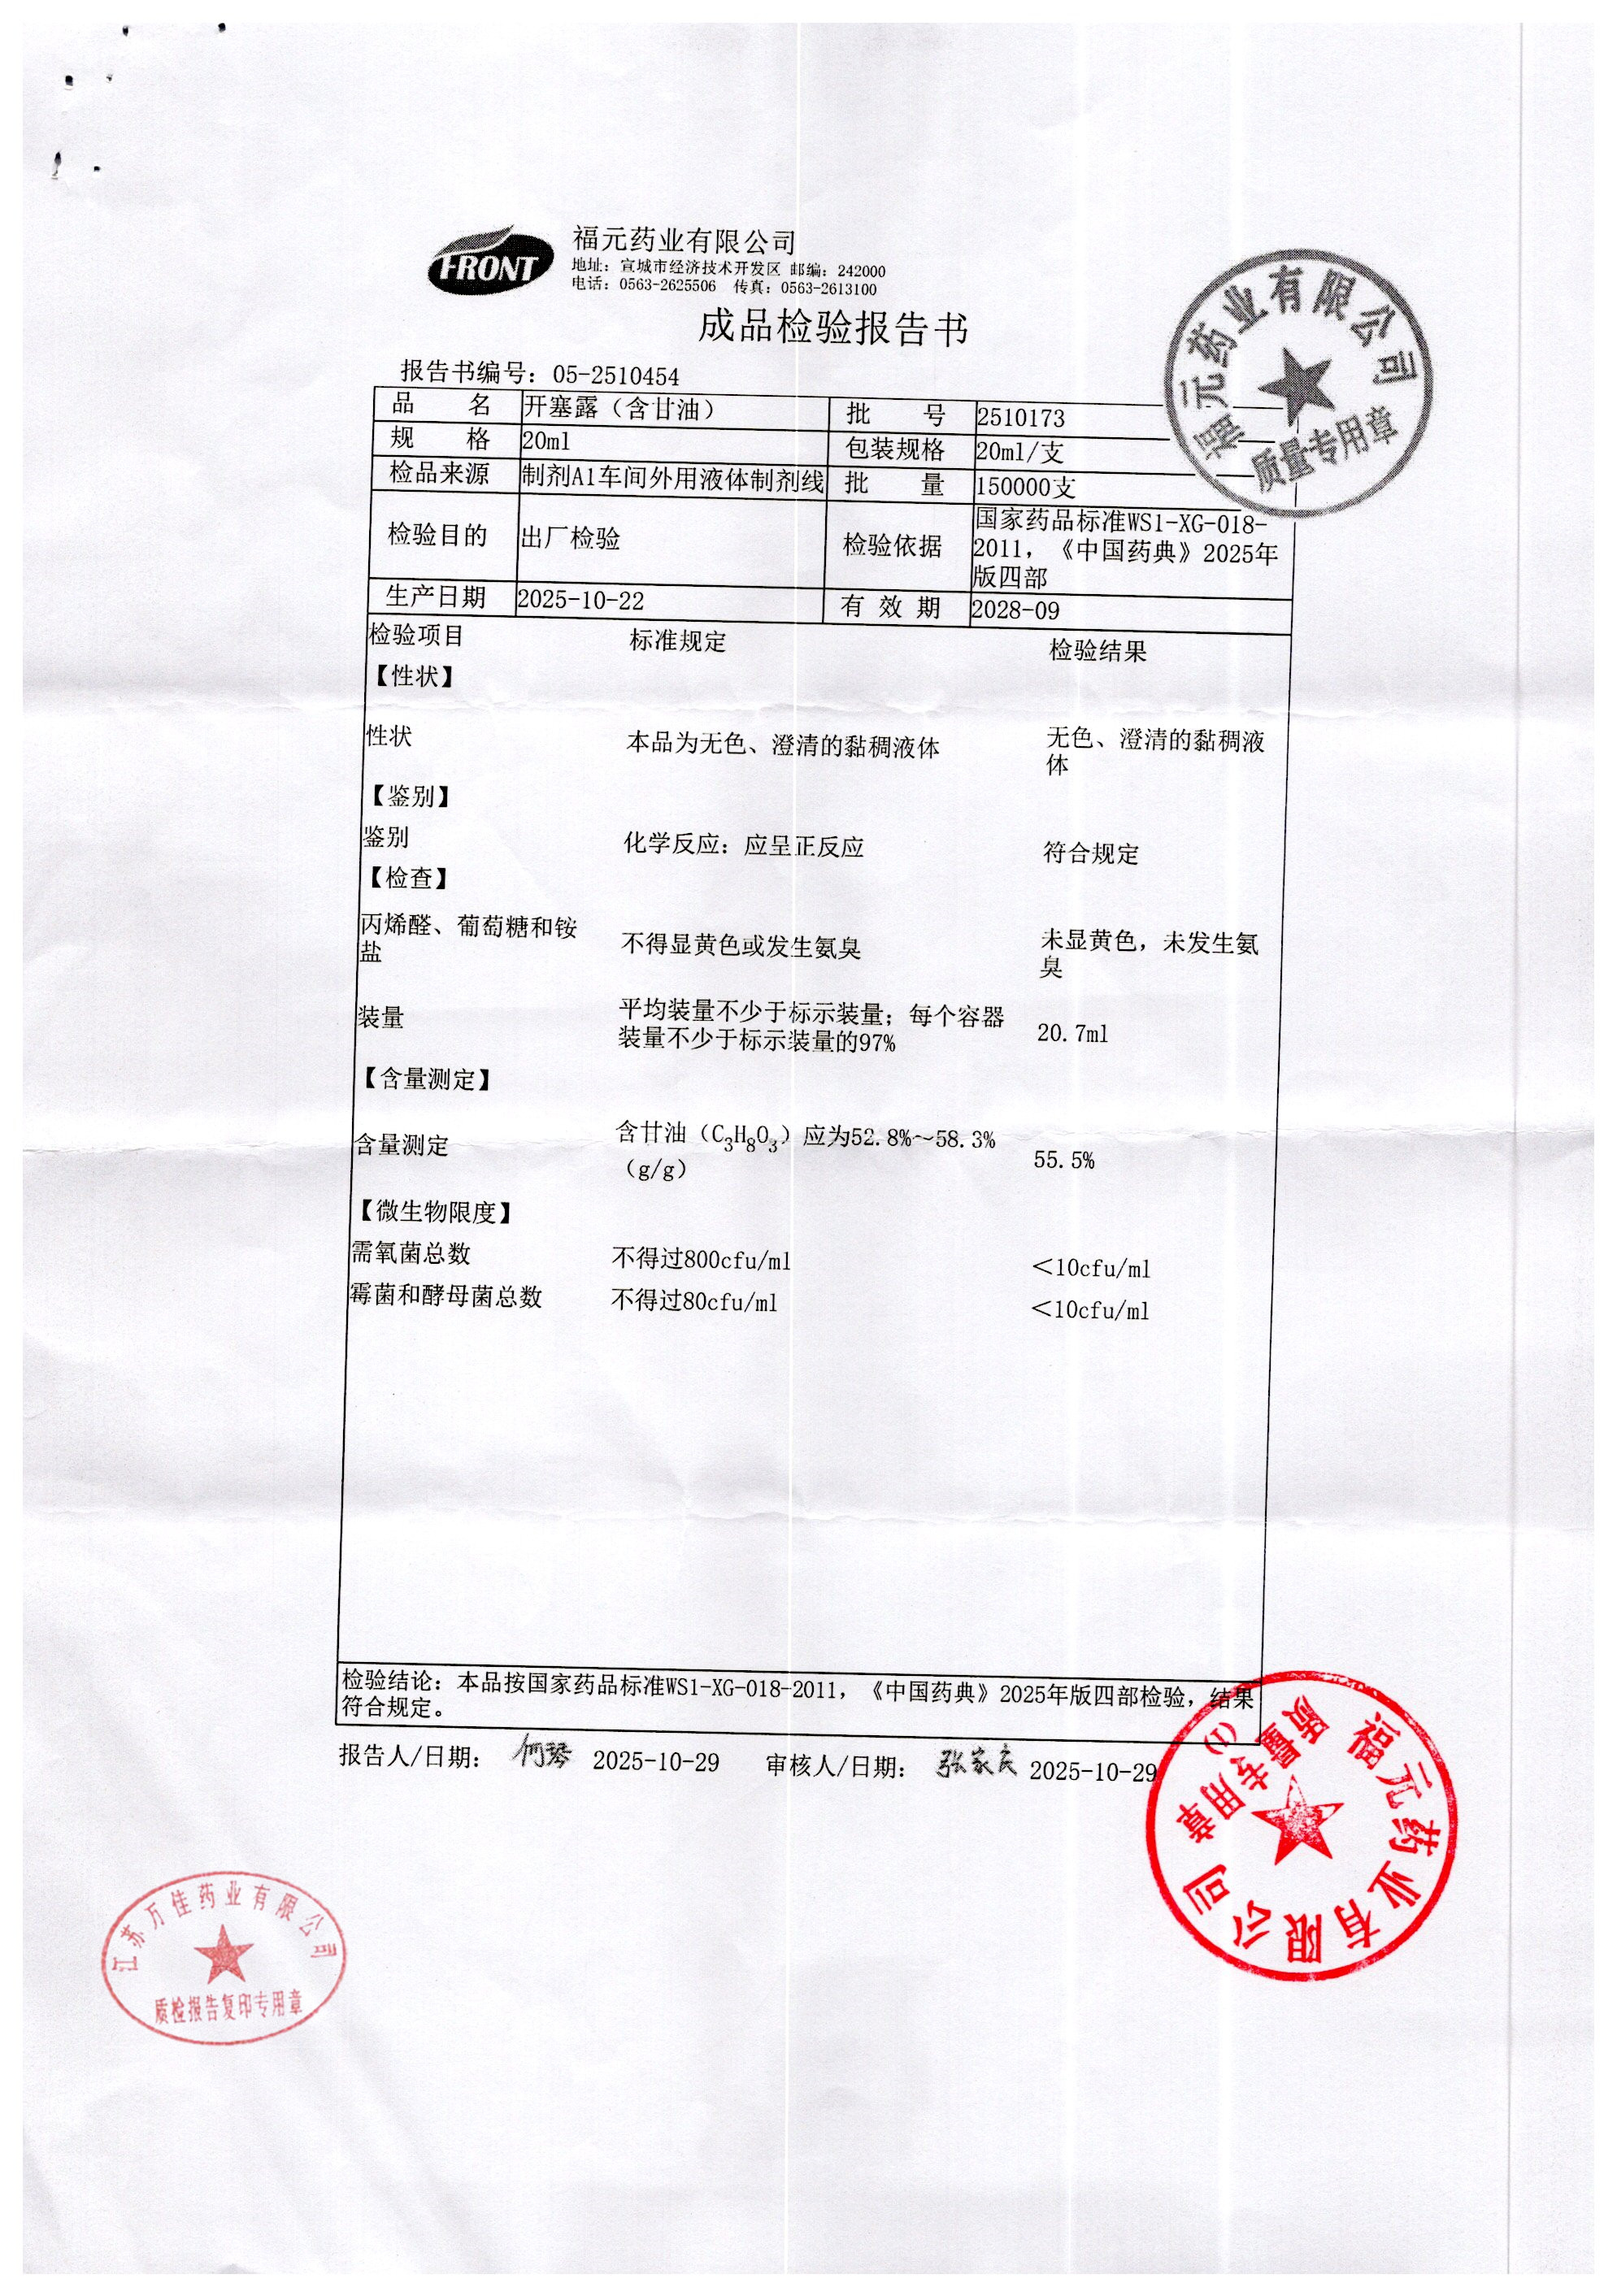 FRONT
福元药业有限公司
地址：宣城市经济技术开发区 邮编：242000
电话：0563-2625506 传真：0563-2613100
成品检验报告书
报告书编号：05-2510454
品 名 开塞露（含甘油） 批 号 2510173
规 格 20ml 包装规格 20ml/支
检品来源 制剂A1车间外用液体制剂线 批 量 150000支
检验目的 出厂检验 检验依据 国家药品标准WS1-XG-018-
2011，《中国药典》2025年
版四部
生产日期 2025-10-22 有 效 期 2028-09
检验项目 标准规定 检验结果
【性状】
性状 本品为无色、澄清的黏稠液体 无色、澄清的黏稠液
体
【鉴别】
鉴别 化学反应：应呈正反应 符合规定
【检查】
丙烯醛、葡萄糖和铵
盐 不得显黄色或发生氨臭 未显黄色，未发生氨
臭
装量 平均装量不少于标示装量；每个容器
装量不少于标示装量的97% 20.7ml
【含量测定】
含量测定 含甘油（C₃H₈O₃）应为52.8%～58.3%
（g/g） 55.5%
【微生物限度】
需氧菌总数 不得过800cfu/ml ＜10cfu/ml
霉菌和酵母菌总数 不得过80cfu/ml ＜10cfu/ml
检验结论：本品按国家药品标准WS1-XG-018-2011，《中国药典》2025年版四部检验，结果
符合规定。
报告人/日期： 何琴 2025-10-29 审核人/日期： 张家庆 2025-10-29
福元药业有限公司
质量专用章
福元药业有限公司
质量专用章
(1)
江苏万佳药业有限公司
质检报告复印专用章